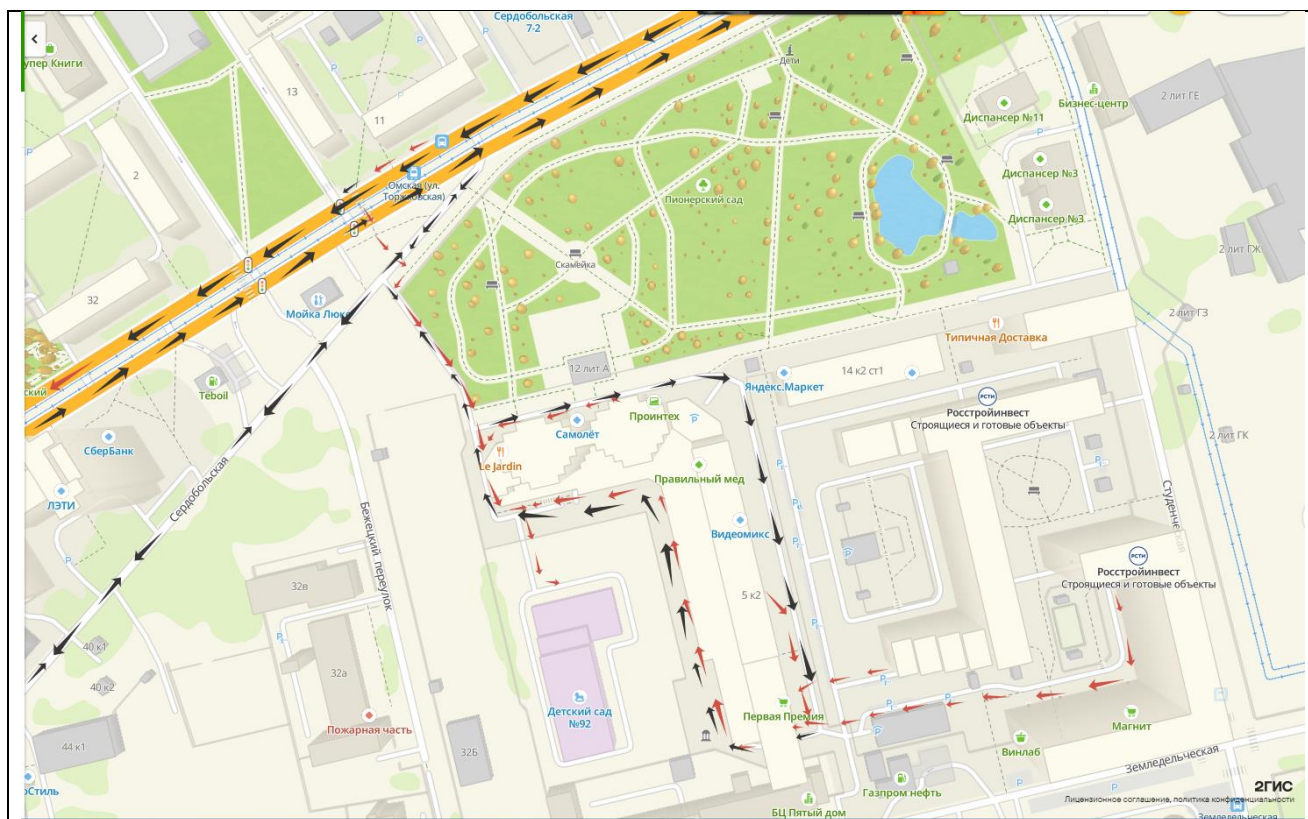 Сердобольская
7-2
упер Книги
Дети
13
11
Бизнес-центр
2 лит ГЕ
Диспансер №11
2
Р
Омская (ул.
Торжковская)
Пионерский сад
Диспансер №3
Диспансер №3
2 лит ГЖ
Скамейка
32
Мойка Люкс
2 лит ГЗ
Типичная Доставка
12 лит А
14 к2 ст1
ский
Teboil
Яндекс.Маркет
РСТИ
Росстройинвест
Строящиеся и готовые объекты
Проинтех
Самолёт
2 лит ГК
СберБанк
Le Jardin
Правильный мед
ЛЭТИ
Сердобольская
Видеомикс
Студенческая
РСТИ
Росстройинвест
Строящиеся и готовые объекты
Бежецкий переулок
32в
5 к2
40 к1
40 к2
32а
Детский сад
№92
Первая Премия
Пожарная часть
Магнит
44 к1
32Б
Винлаб
Земледельческая
оСтиль
Газпром нефть
2ГИС
Лицензионное соглашение, политика конфиденциальности
БЦ Пятый дом
Земледельческая